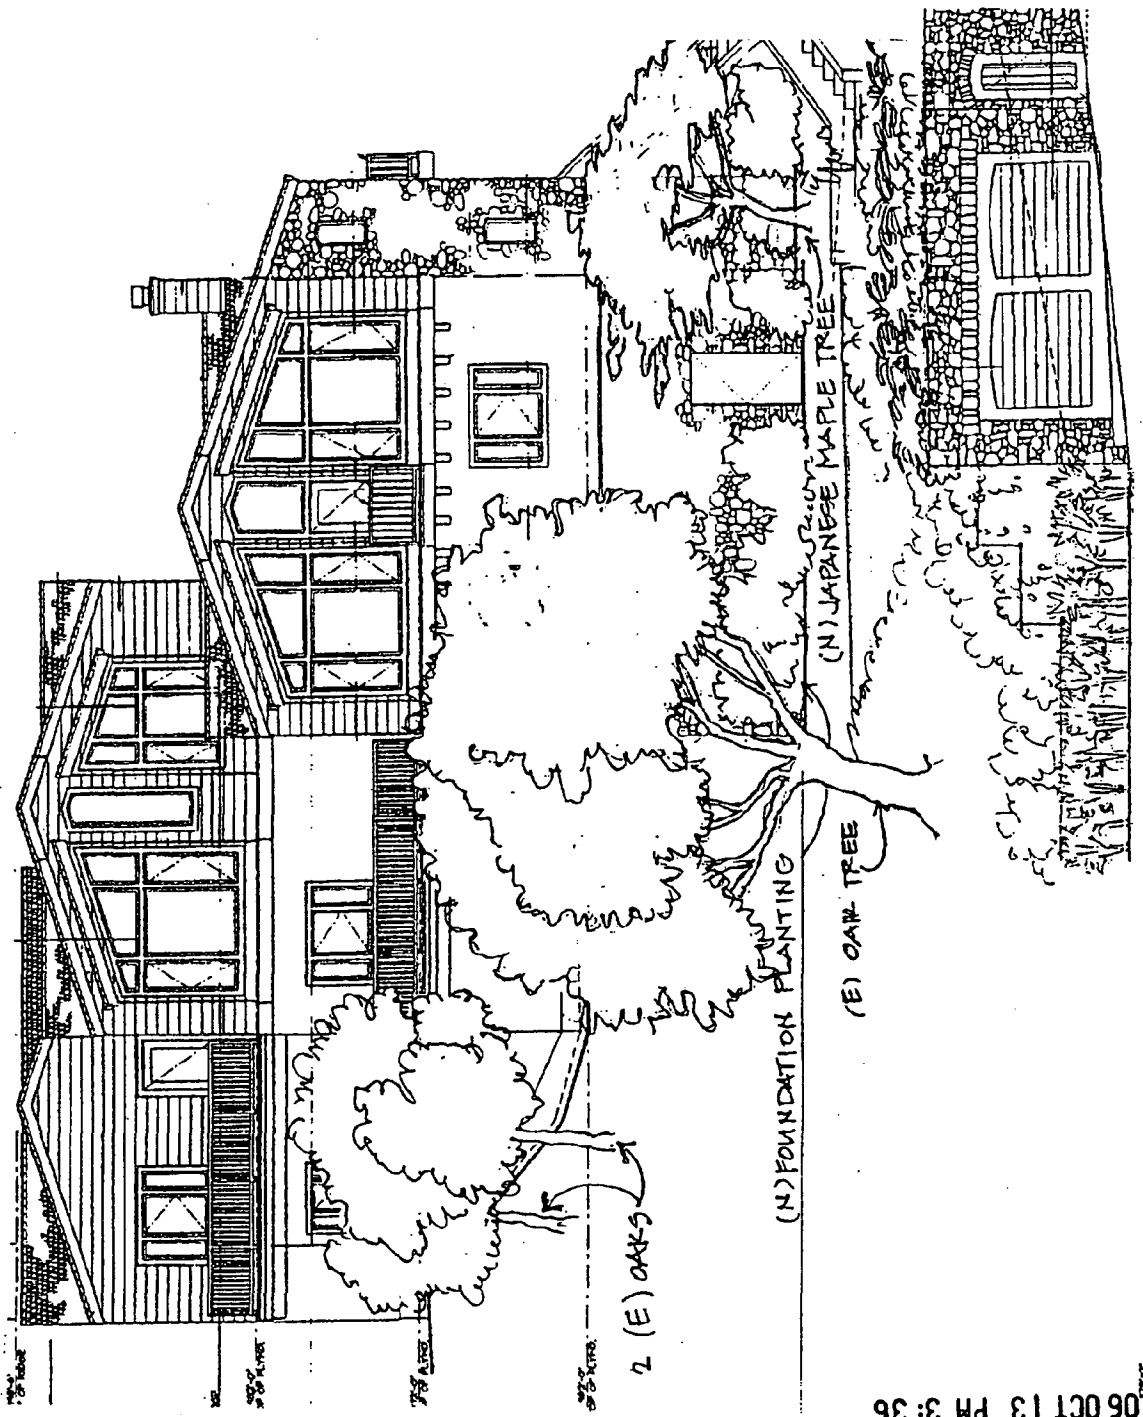 2 (E) OAKS
(N) FOUNDATION PLANTING
(E) OAK TREE
(N) JAPANESE MAPLE TREE
06 OCT 13 PM 3:36